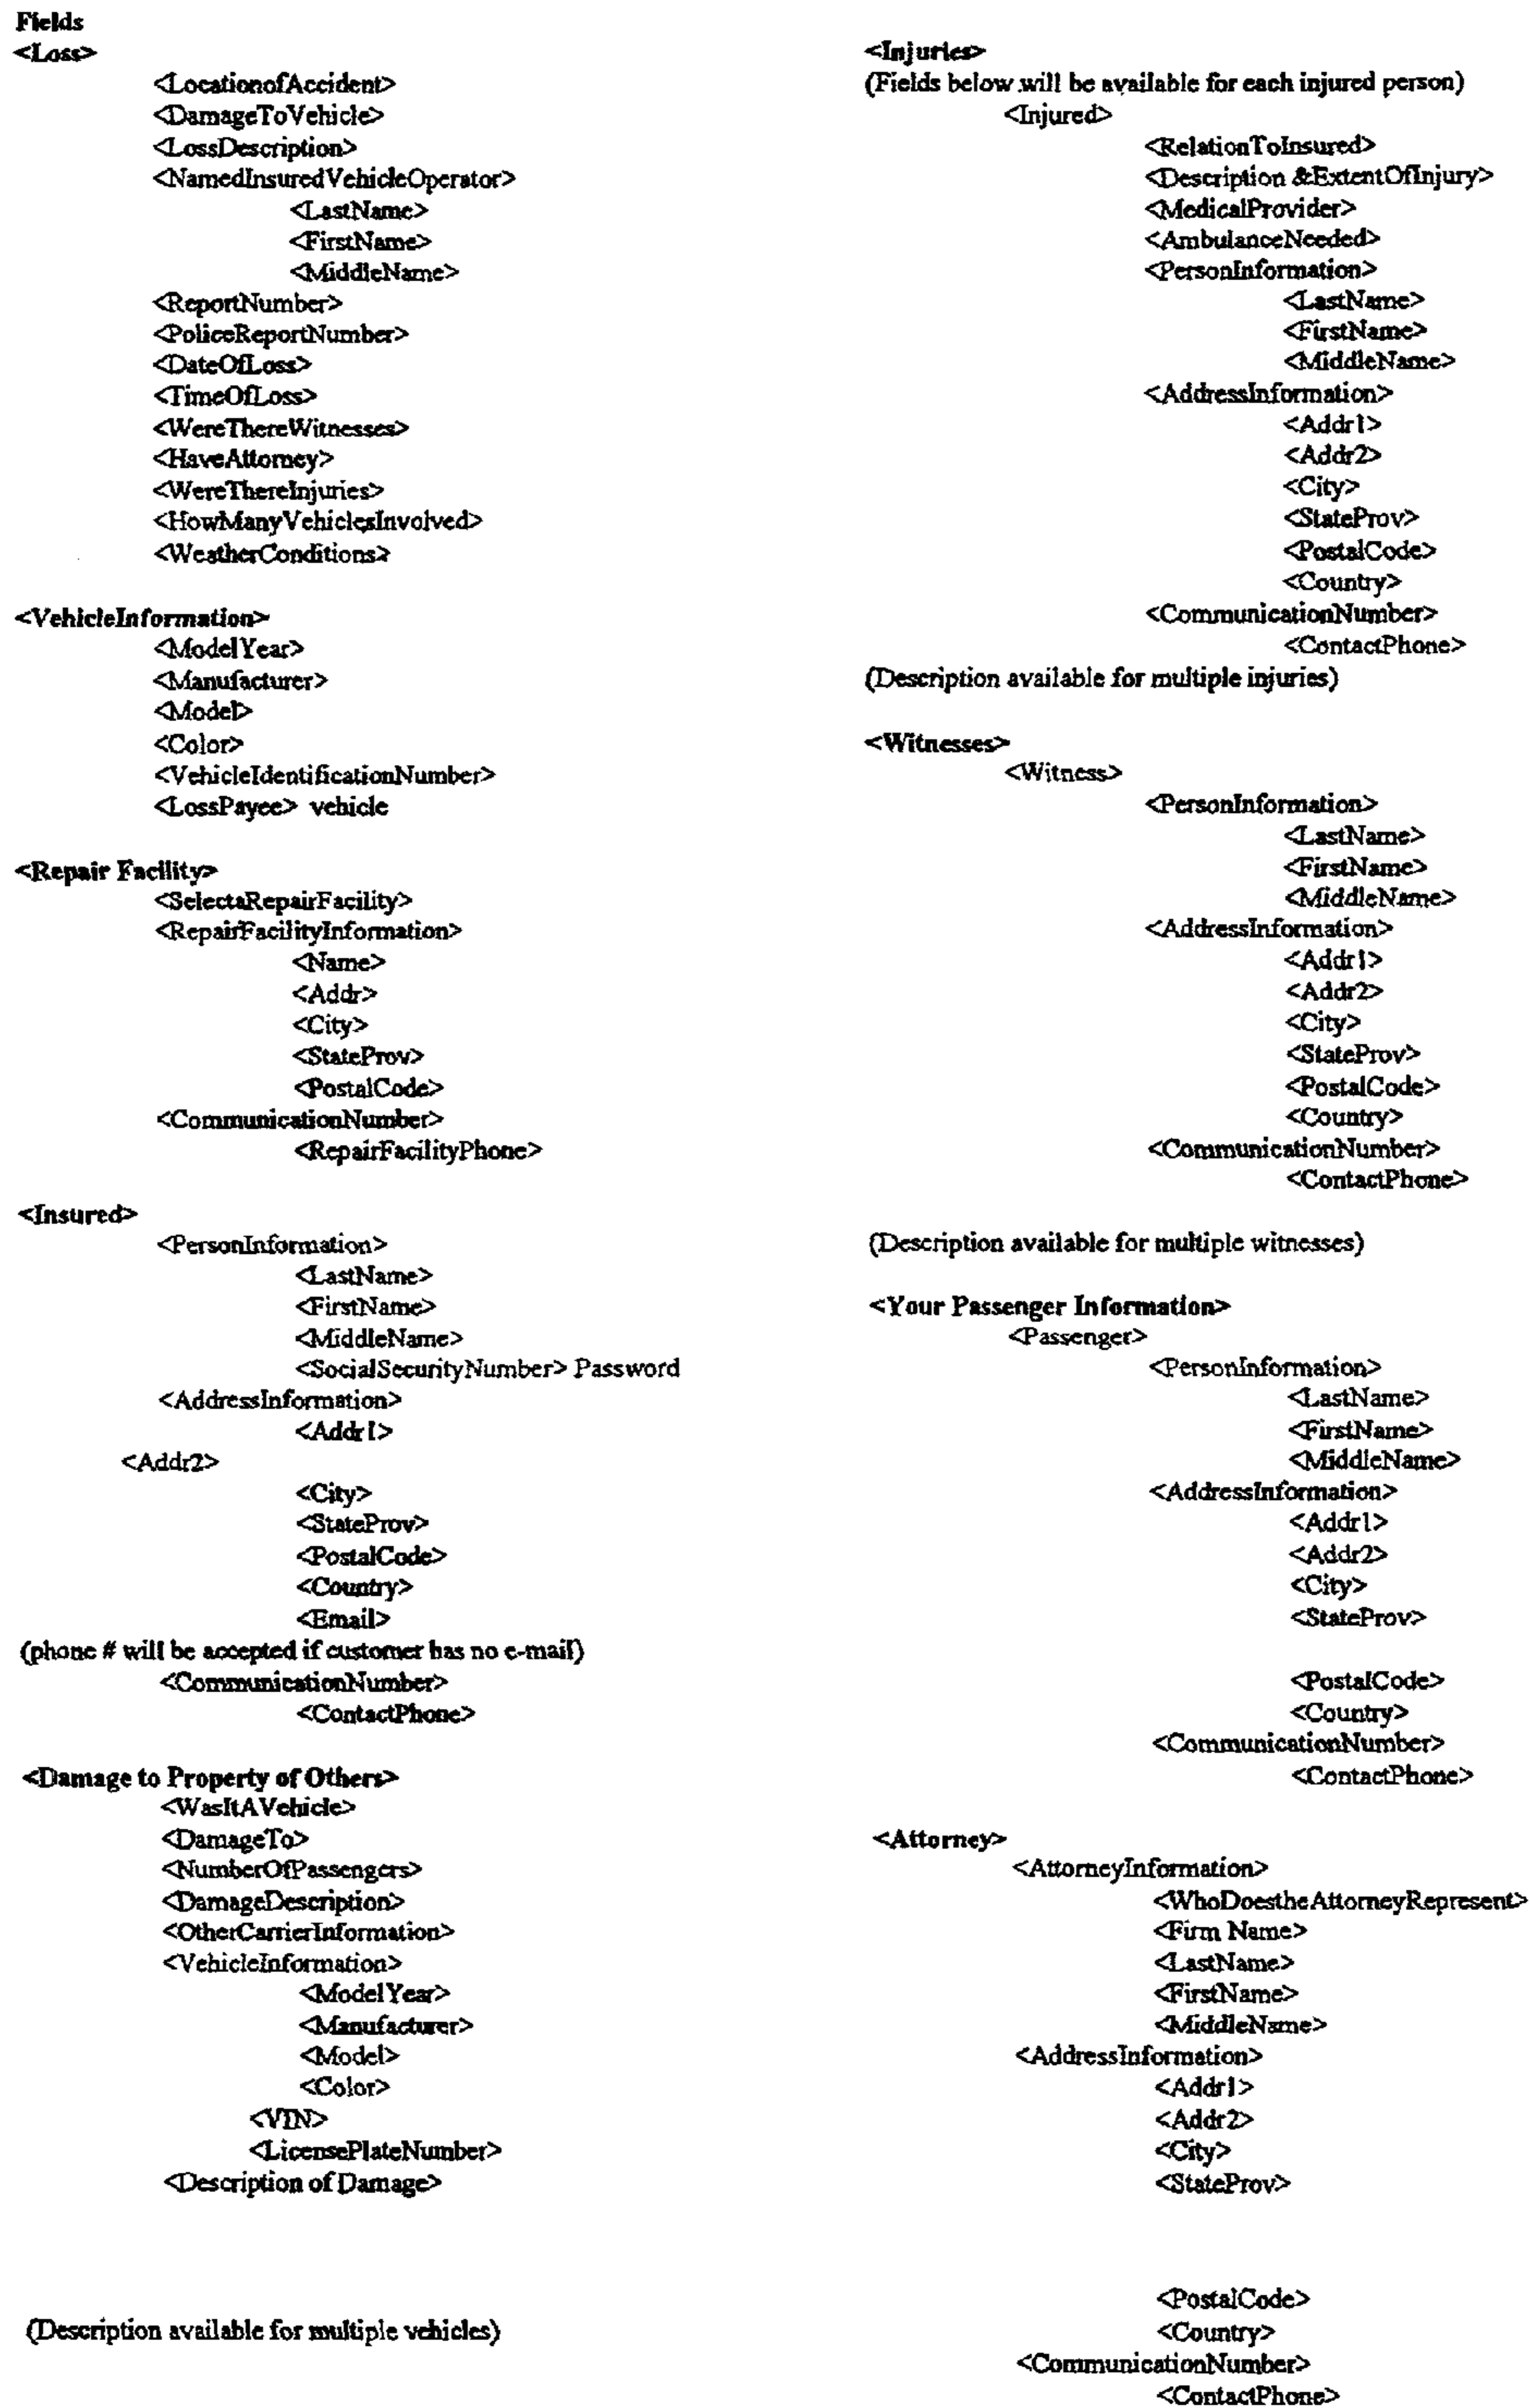 Fields
<Loss>
<LocationofAccident>
<DamageToVehicle>
<LossDescription>
<NamedInsuredVehicleOperator>
<LastName>
<FirstName>
<MiddleName>
<ReportNumber>
<PoliceReportNumber>
<DateOfLoss>
<TimeOfLoss>
<WereThereWitnesses>
<HaveAttorney>
<WereThereInjuries>
<HowManyVehiclesInvolved>
<WeatherConditions>
<VehicleInformation>
<ModelYear>
<Manufacturer>
<Model>
<Color>
<VehicleIdentificationNumber>
<LossPayee> vehicle
<Repair Facility>
<SelectaRepairFacility>
<RepairFacilityInformation>
<Name>
<Addr>
<City>
<StateProv>
<PostalCode>
<CommunicationNumber>
<RepairFacilityPhone>
<Insured>
<PersonInformation>
<LastName>
<FirstName>
<MiddleName>
<SocialSecurityNumber> Password
<AddressInformation>
<Addr1>
<Addr2>
<City>
<StateProv>
<PostalCode>
<Country>
<Email>
(phone # will be accepted if customer has no e-mail)
<CommunicationNumber>
<ContactPhone>
<Damage to Property of Others>
<WasItAVehicle>
<DamageTo>
<NumberOfPassengers>
<DamageDescription>
<OtherCarrierInformation>
<VehicleInformation>
<ModelYear>
<Manufacturer>
<Model>
<Color>
<VIN>
<LicensePlateNumber>
<Description of Damage>
(Description available for multiple vehicles)
<Injuries>
(Fields below will be available for each injured person)
<Injured>
<RelationToInsured>
<Description &ExtentOfInjury>
<MedicalProvider>
<AmbulanceNeeded>
<PersonInformation>
<LastName>
<FirstName>
<MiddleName>
<AddressInformation>
<Addr1>
<Addr2>
<City>
<StateProv>
<PostalCode>
<Country>
<CommunicationNumber>
<ContactPhone>
(Description available for multiple injuries)
<Witnesses>
<Witness>
<PersonInformation>
<LastName>
<FirstName>
<MiddleName>
<AddressInformation>
<Addr1>
<Addr2>
<City>
<StateProv>
<PostalCode>
<Country>
<CommunicationNumber>
<ContactPhone>
(Description available for multiple witnesses)
<Your Passenger Information>
<Passenger>
<PersonInformation>
<LastName>
<FirstName>
<MiddleName>
<AddressInformation>
<Addr1>
<Addr2>
<City>
<StateProv>
<PostalCode>
<Country>
<CommunicationNumber>
<ContactPhone>
<Attorney>
<AttorneyInformation>
<WhoDoestheAttorneyRepresent>
<Firm Name>
<LastName>
<FirstName>
<MiddleName>
<AddressInformation>
<Addr1>
<Addr2>
<City>
<StateProv>
<PostalCode>
<Country>
<CommunicationNumber>
<ContactPhone>